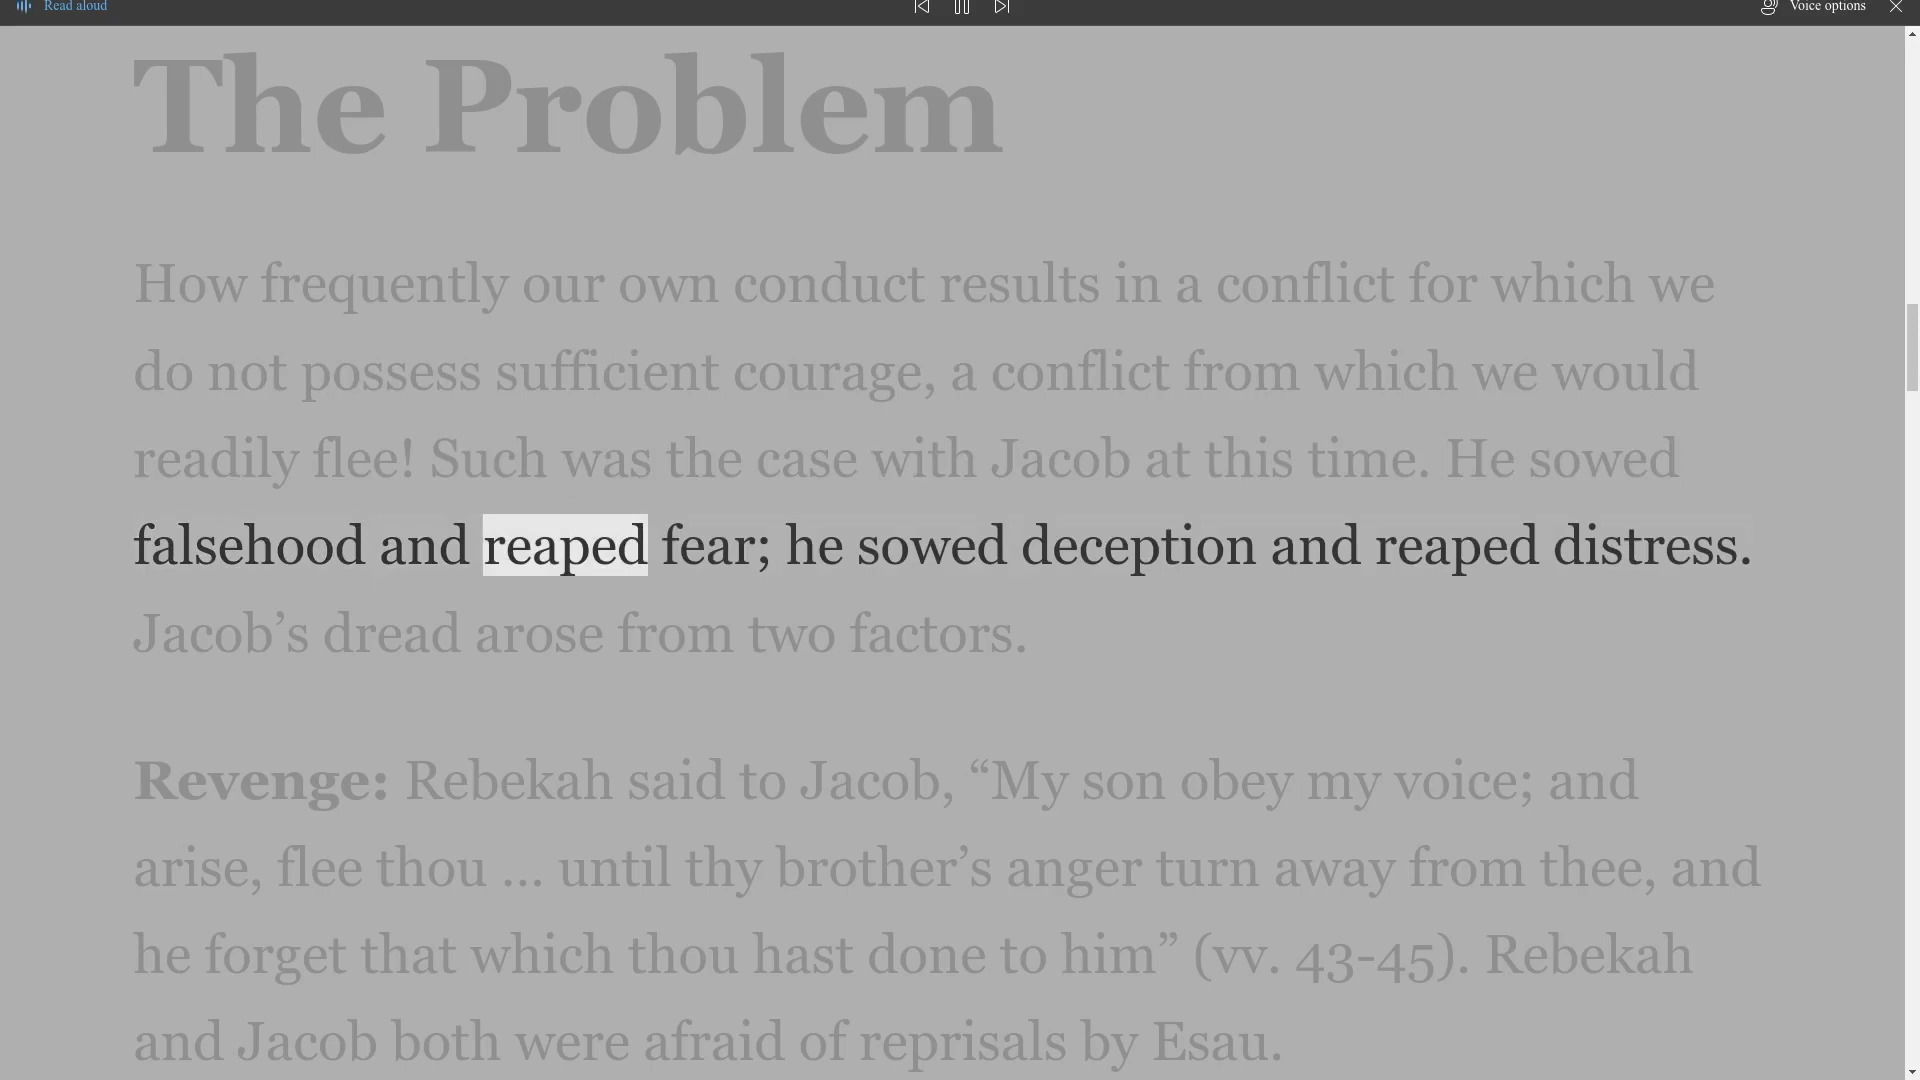 Read aloud
Voice options
The Problem
How frequently our own conduct results in a conflict for which we
do not possess sufficient courage, a conflict from which we would
readily flee! Such was the case with Jacob at this time. He sowed
falsehood and reaped fear; he sowed deception and reaped distress.
Jacob’s dread arose from two factors.
Revenge: Rebekah said to Jacob, “My son obey my voice; and
arise, flee thou … until thy brother’s anger turn away from thee, and
he forget that which thou hast done to him” (vv. 43-45). Rebekah
and Jacob both were afraid of reprisals by Esau.